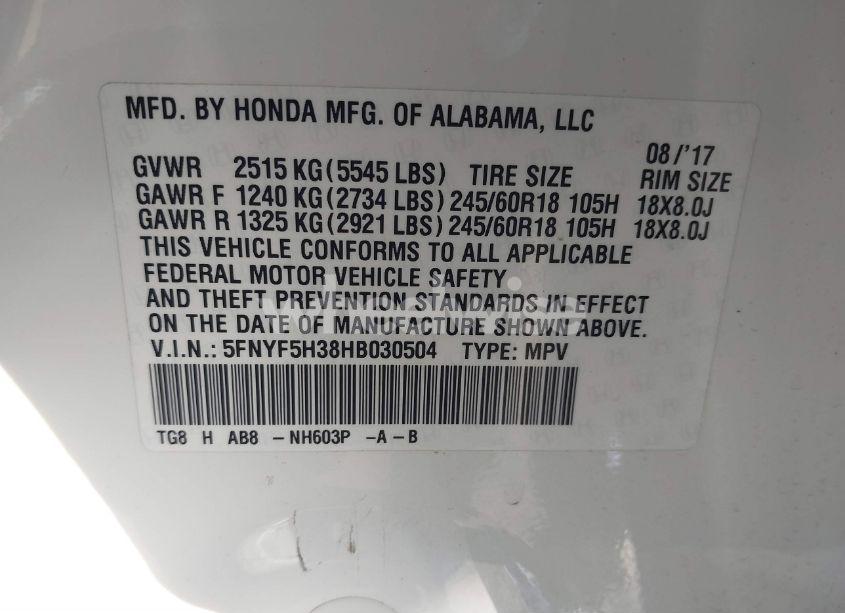 MFD. BY HONDA MFG. OF ALABAMA, LLC
08/'17
GVWR 2515 KG (5545 LBS) TIRE SIZE RIM SIZE
GAWR F 1240 KG (2734 LBS) 245/60R18 105H 18X8.0J
GAWR R 1325 KG (2921 LBS) 245/60R18 105H 18X8.0J
THIS VEHICLE CONFORMS TO ALL APPLICABLE
FEDERAL MOTOR VEHICLE SAFETY
AND THEFT PREVENTION STANDARDS IN EFFECT
ON THE DATE OF MANUFACTURE SHOWN ABOVE.
V.I.N.: 5FNYF5H38HB030504 TYPE: MPV
TG8 H AB8 -NH603P -A-B